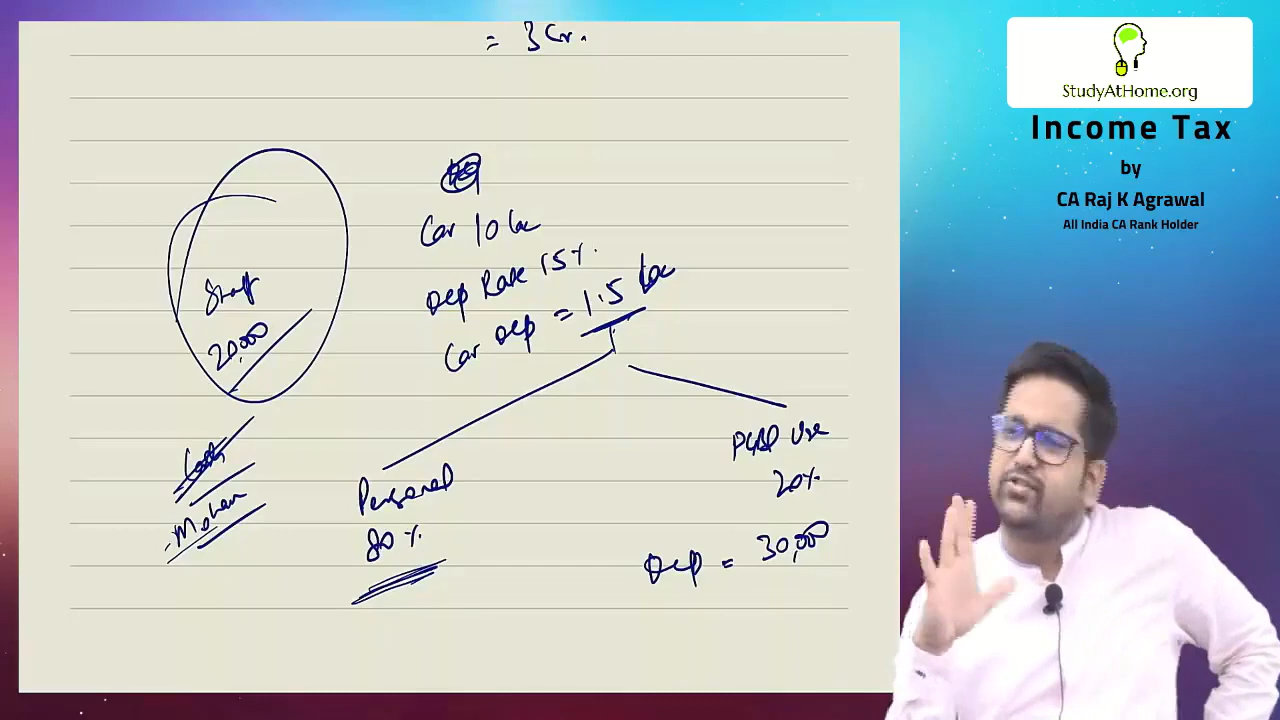 = 3 Cr.
Car 10 Lac
Dep Rate 15%.
Car Dep = 1.5 Lac
Staff
20,000
Mohan
Personal
80%
PGBP Use
20%
Dep = 30,000
StudyAtHome.org
Income Tax
by
CA Raj K Agrawal
All India CA Rank Holder